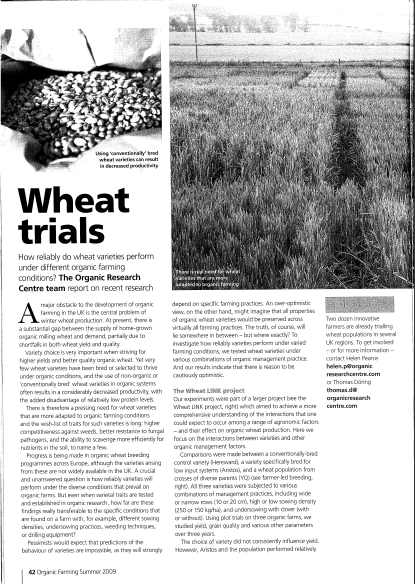 Using 'conventionally' bred
wheat varieties can result
in decreased productivity
Wheat
trials
How reliably do wheat varieties perform
under different organic farming
conditions? The Organic Research
Centre team report on recent research
There is real need for wheat
varieties that are more
adapted to organic farming
A major obstacle to the development of organic
farming in the UK is the central problem of
winter wheat production. At present, there is
a substantial gap between the supply of home-grown
organic milling wheat and demand, partially due to
shortfalls in both wheat yield and quality.
Variety choice is very important when striving for
higher yields and better quality organic wheat. Yet very
few wheat varieties have been bred or selected to thrive
under organic conditions, and the use of non-organic or
'conventionally bred' wheat varieties in organic systems
often results in considerably decreased productivity, with
the added disadvantage of relatively low protein levels.
There is therefore a pressing need for wheat varieties
that are more adapted to organic farming conditions
and the wish-list of traits for such varieties is long: higher
competitiveness against weeds, better resistance to fungal
pathogens, and the ability to scavenge more efficiently for
nutrients in the soil, to name a few.
Progress is being made in organic wheat breeding
programmes across Europe, although the varieties arising
from these are not widely available in the UK. A crucial
and unanswered question is how reliably varieties will
perform under the diverse conditions that prevail on
organic farms. But even when varietal traits are tested
and established in organic research, how far are these
findings really transferable to the specific conditions that
are found on a farm with, for example, different sowing
densities, undersowing practices, weeding techniques,
or drilling equipment?
Pessimists would expect that predictions of the
behaviour of varieties are impossible, as they will strongly
depend on specific farming practices. An over-optimistic
view, on the other hand, might imagine that all properties
of organic wheat varieties would be preserved across
virtually all farming practices. The truth, of course, will
be somewhere in between – but where exactly? To
investigate how reliably varieties perform under varied
farming conditions, we tested wheat varieties under
various combinations of organic management practice.
And our results indicate that there is reason to be
cautiously optimistic.
The Wheat LINK project
Our experiments were part of a larger project (see the
Wheat LINK project, right) which aimed to achieve a more
comprehensive understanding of the interactions that one
could expect to occur among a range of agronomic factors
– and their effect on organic wheat production. Here we
focus on the interactions between varieties and other
organic management factors.
Comparisons were made between a conventionally-bred
control variety (Hereward), a variety specifically bred for
low input systems (Aristos), and a wheat population from
crosses of diverse parents (YQ) (see farmer-led breeding,
right). All three varieties were subjected to various
combinations of management practices, including wide
or narrow rows (10 or 20 cm), high or low sowing density
(250 or 150 kg/ha), and undersowing with clover (with
or without). Using plot trials on three organic farms, we
studied yield, grain quality and various other parameters
over three years.
The choice of variety did not consistently influence yield.
However, Aristos and the population performed relatively
Two dozen innovative
farmers are already trialling
wheat populations in several
UK regions. To get involved
– or for more information –
contact Helen Pearce
helen.p@organic
researchcentre.com
or Thomas Döring
thomas.d@
organicresearch
centre.com
42 Organic Farming Summer 2009